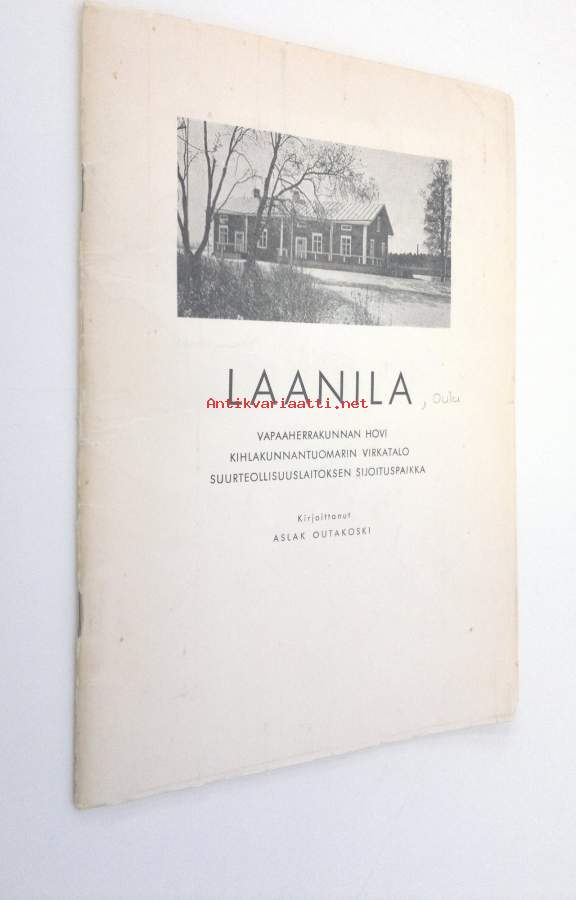 LAANILA , Oulu
Antikvariaatti.net
VAPAAHERRAKUNNAN HOVI
KIHLAKUNNANTUOMARIN VIRKATALO
SUURTEOLLISUUSLAITOKSEN SIJOITUSPAIKKA
Kirjoittanut
ASLAK OUTAKOSKI